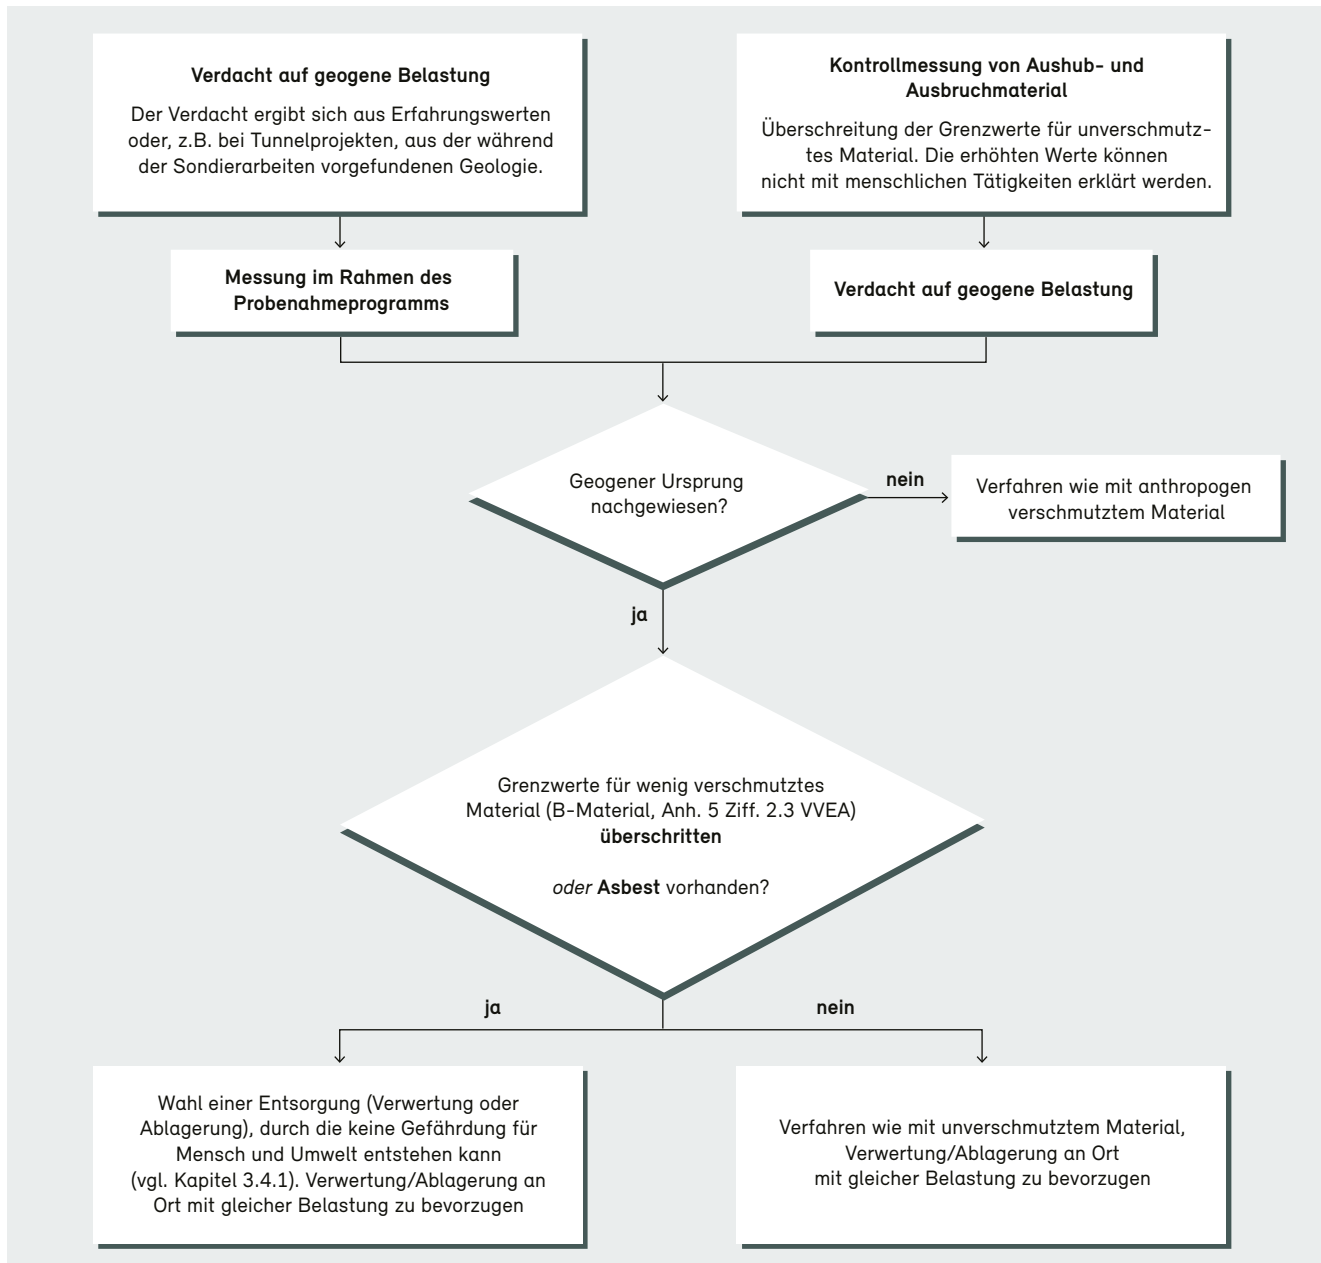 Verdacht auf geogene Belastung
Der Verdacht ergibt sich aus Erfahrungswerten
oder, z.B. bei Tunnelprojekten, aus der während
der Sondierarbeiten vorgefundenen Geologie.
Kontrollmessung von Aushub- und
Ausbruchmaterial
Überschreitung der Grenzwerte für unverschmutz-
tes Material. Die erhöhten Werte können
nicht mit menschlichen Tätigkeiten erklärt werden.
Messung im Rahmen des
Probenahmeprogramms
Verdacht auf geogene Belastung
Geogener Ursprung
nachgewiesen?
nein
Verfahren wie mit anthropogen
verschmutztem Material
ja
Grenzwerte für wenig verschmutztes
Material (B-Material, Anh. 5 Ziff. 2.3 VVEA)
überschritten
oder Asbest vorhanden?
ja
nein
Wahl einer Entsorgung (Verwertung oder
Ablagerung), durch die keine Gefährdung für
Mensch und Umwelt entstehen kann
(vgl. Kapitel 3.4.1). Verwertung/Ablagerung an
Ort mit gleicher Belastung zu bevorzugen
Verfahren wie mit unverschmutztem Material,
Verwertung/Ablagerung an Ort
mit gleicher Belastung zu bevorzugen